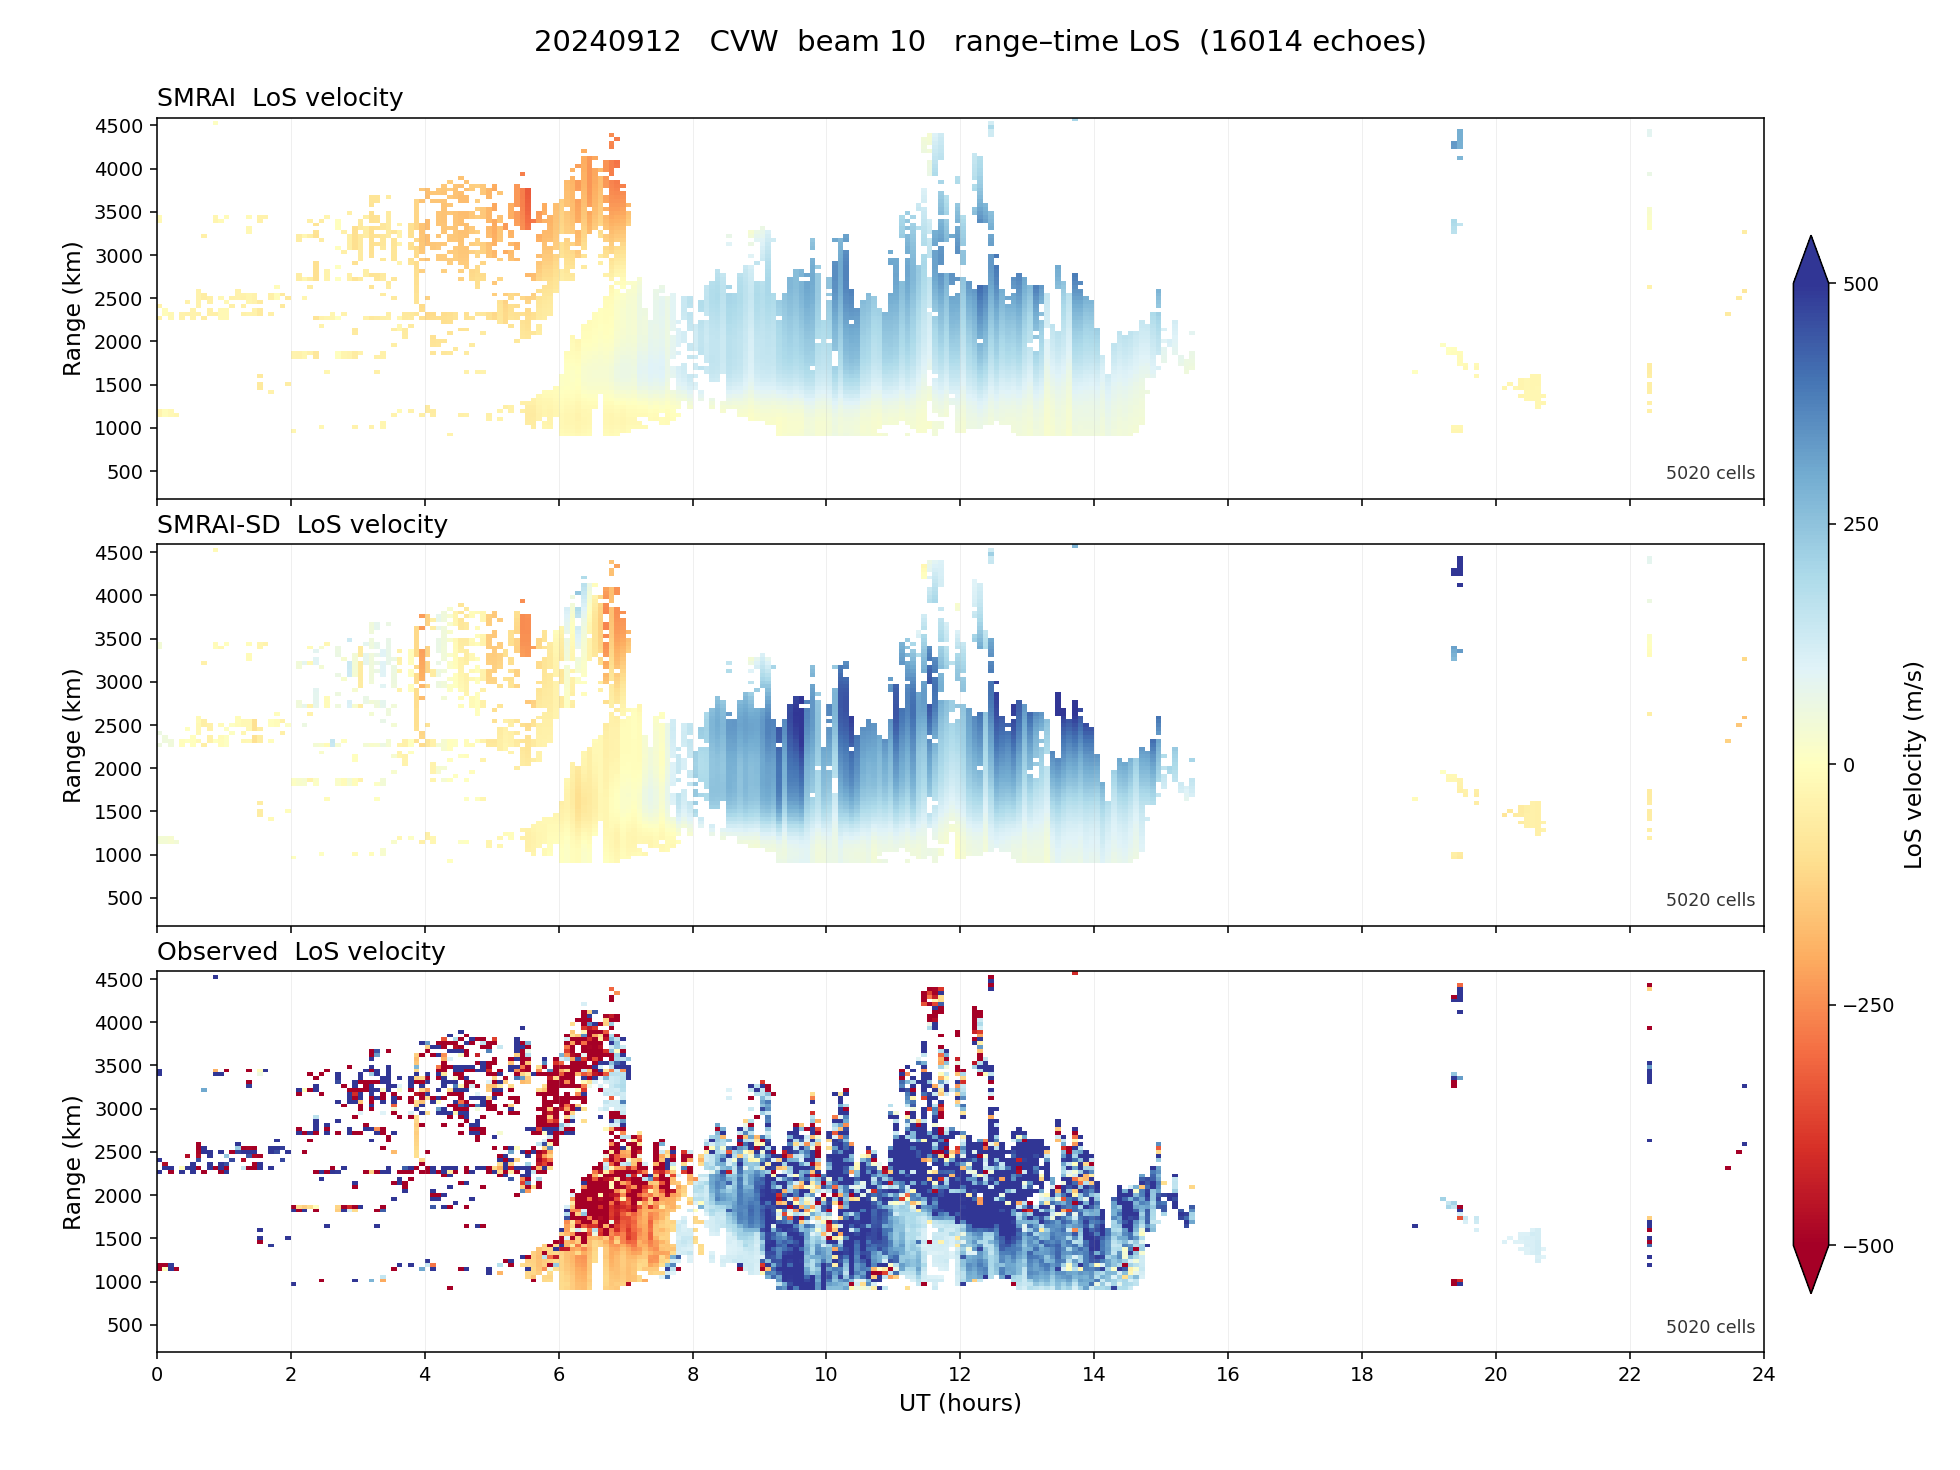 20240912   CVW  beam 10   range–time LoS  (16014 echoes)
SMRAI  LoS velocity
4500
4000
3500
3000
2500
2000
1500
1000
500
Range (km)
5020 cells
SMRAI-SD  LoS velocity
4500
4000
3500
3000
2500
2000
1500
1000
500
Range (km)
5020 cells
Observed  LoS velocity
4500
4000
3500
3000
2500
2000
1500
1000
500
Range (km)
5020 cells
0 2 4 6 8 10 12 14 16 18 20 22 24
UT (hours)
500
250
0
−250
−500
LoS velocity (m/s)